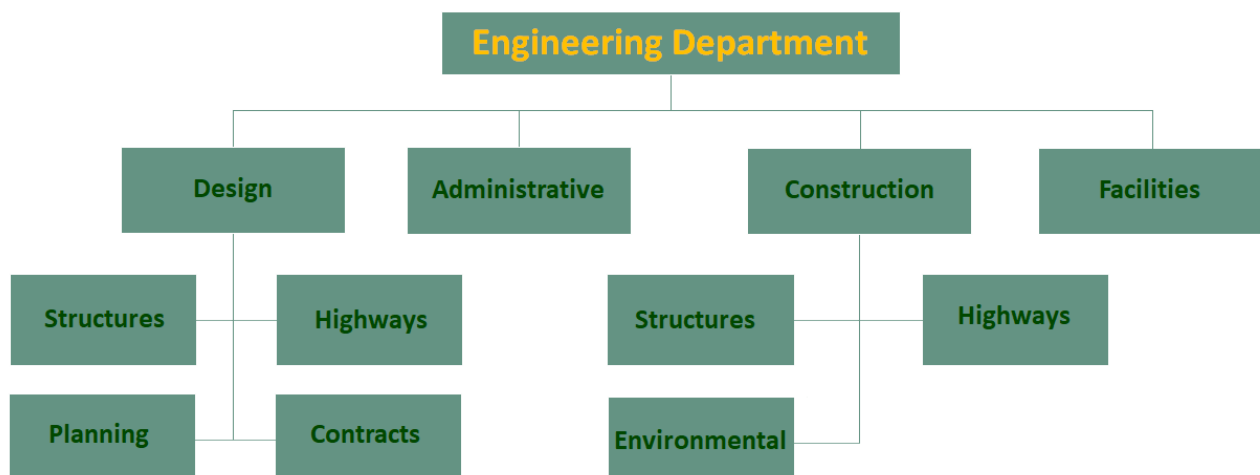 Engineering Department
Design
Administrative
Construction
Facilities
Structures
Highways
Structures
Highways
Planning
Contracts
Environmental